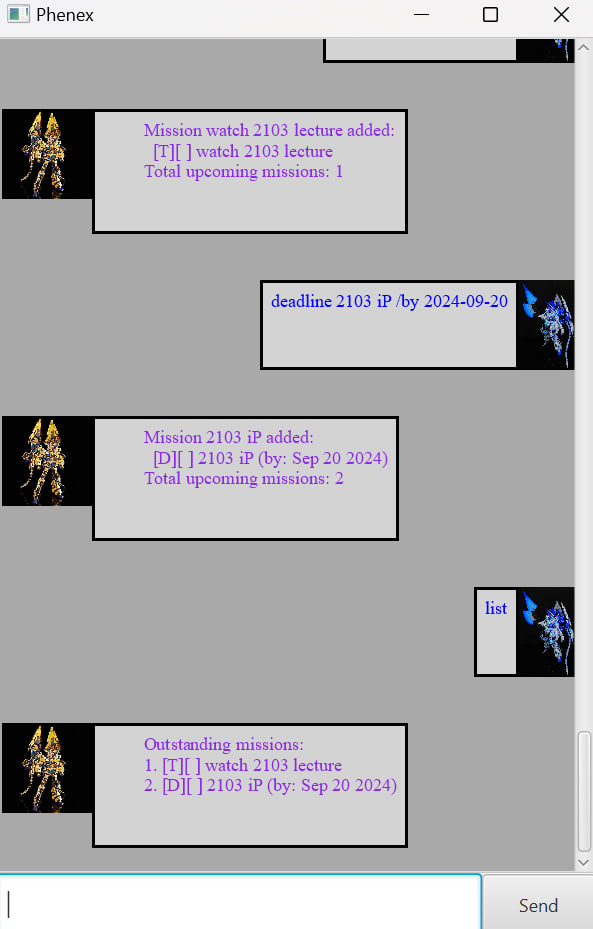 Phenex
Mission watch 2103 lecture added:
[T][ ] watch 2103 lecture
Total upcoming missions: 1
deadline 2103 iP /by 2024-09-20
Mission 2103 iP added:
[D][ ] 2103 iP (by: Sep 20 2024)
Total upcoming missions: 2
list
Outstanding missions:
1. [T][ ] watch 2103 lecture
2. [D][ ] 2103 iP (by: Sep 20 2024)
Send